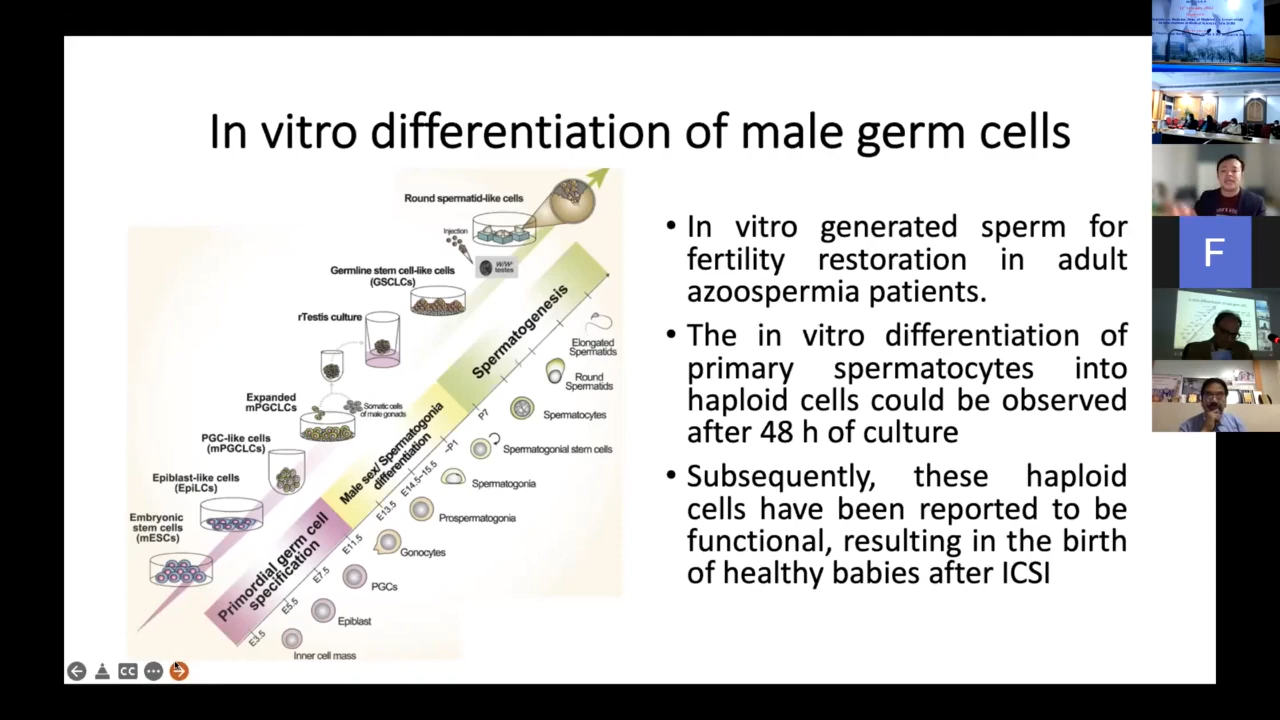 In vitro differentiation of male germ cells
Round spermatid-like cells
Injection
W/Wv
testes
Germline stem cell-like cells
(GSCLCs)
rTestis culture
Expanded
mPGCLCs
Somatic cells
of male gonads
PGC-like cells
(mPGCLCs)
Epiblast-like cells
(EpiLCs)
Embryonic
stem cells
(mESCs)
Primordial germ cell
specification
Male sex/ Spermatogonia
differentiation
Spermatogenesis
E3.5
E5.5
E7.5
E11.5
E13.5
E14.5~15.5
~P1
P7
Elongated
Spermatids
Round
Spermatids
Spermatocytes
Spermatogonial stem cells
Spermatogonia
Prospermatogonia
Gonocytes
PGCs
Epiblast
Inner cell mass
• In vitro generated sperm for
fertility restoration in adult
azoospermia patients.
• The in vitro differentiation of
primary spermatocytes into
haploid cells could be observed
after 48 h of culture
• Subsequently, these haploid
cells have been reported to be
functional, resulting in the birth
of healthy babies after ICSI
CC
F